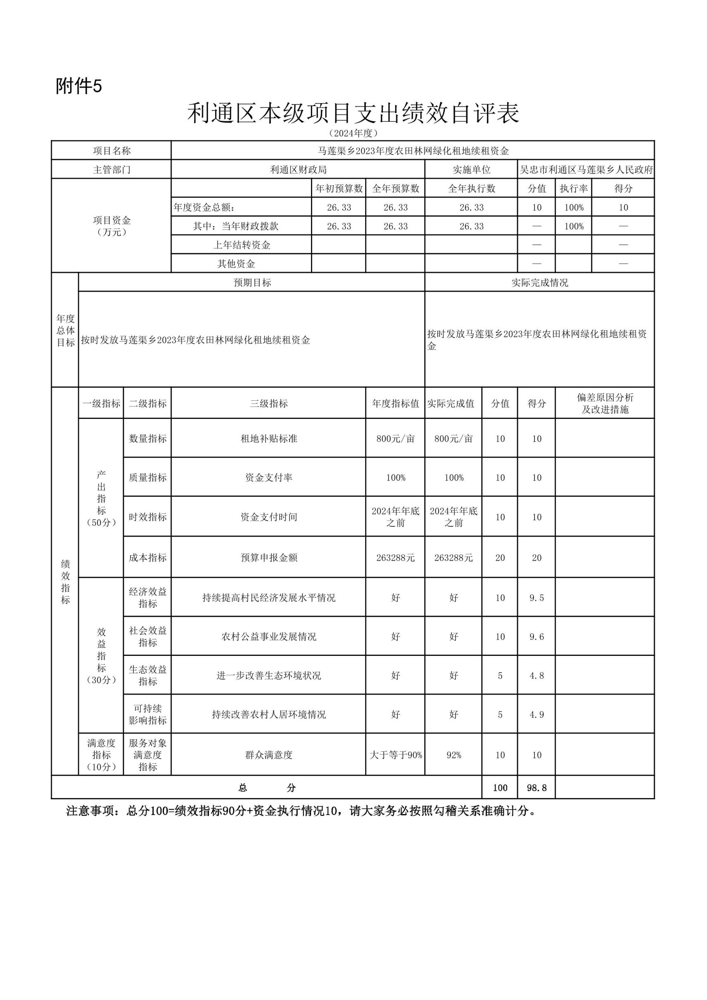 附件5
利通区本级项目支出绩效自评表
（2024年度）
项目名称 马莲渠乡2023年度农田林网绿化租地续租资金
主管部门 利通区财政局 实施单位 吴忠市利通区马莲渠乡人民政府
项目资金
（万元）
年初预算数 全年预算数 全年执行数 分值 执行率 得分
年度资金总额： 26.33 26.33 26.33 10 100% 10
其中：当年财政拨款 26.33 26.33 26.33 — 100% —
上年结转资金 — —
其他资金 — —
年度
总体
目标
预期目标 实际完成情况
按时发放马莲渠乡2023年度农田林网绿化租地续租资金
按时发放马莲渠乡2023年度农田林网绿化租地续租资
金
绩
效
指
标
一级指标 二级指标 三级指标 年度指标值 实际完成值 分值 得分 偏差原因分析
及改进措施
产
出
指
标
（50分）
数量指标 租地补贴标准 800元/亩 800元/亩 10 10
质量指标 资金支付率 100% 100% 10 10
时效指标 资金支付时间 2024年年底
之前 2024年年底
之前 10 10
成本指标 预算申报金额 263288元 263288元 20 20
效
益
指
标
（30分）
经济效益
指标 持续提高村民经济发展水平情况 好 好 10 9.5
社会效益
指标 农村公益事业发展情况 好 好 10 9.6
生态效益
指标 进一步改善生态环境状况 好 好 5 4.8
可持续
影响指标 持续改善农村人居环境情况 好 好 5 4.9
满意度
指标
（10分）
服务对象
满意度
指标 群众满意度 大于等于90% 92% 10 10
总 分 100 98.8
注意事项：总分100=绩效指标90分+资金执行情况10，请大家务必按照勾稽关系准确计分。